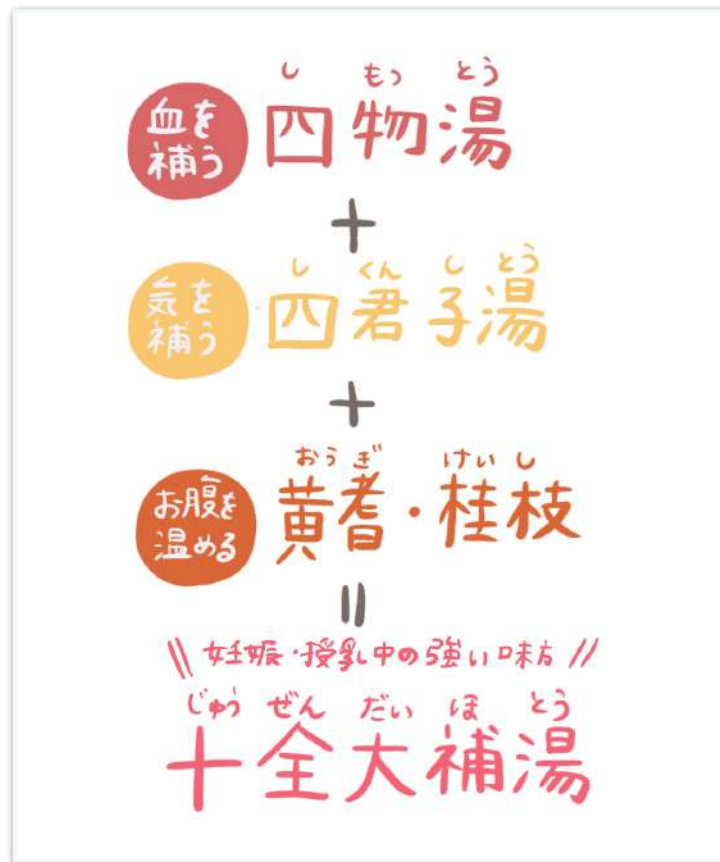 し もつ とう
血を
補う
四物湯
+
し くん し とう
気を
補う
四君子湯
+
おう ぎ けい し
お腹を
温める
黄耆・桂枝
=
\\ 妊娠・授乳中の強い味方 //
じゅう ぜん だい ほ とう
十全大補湯